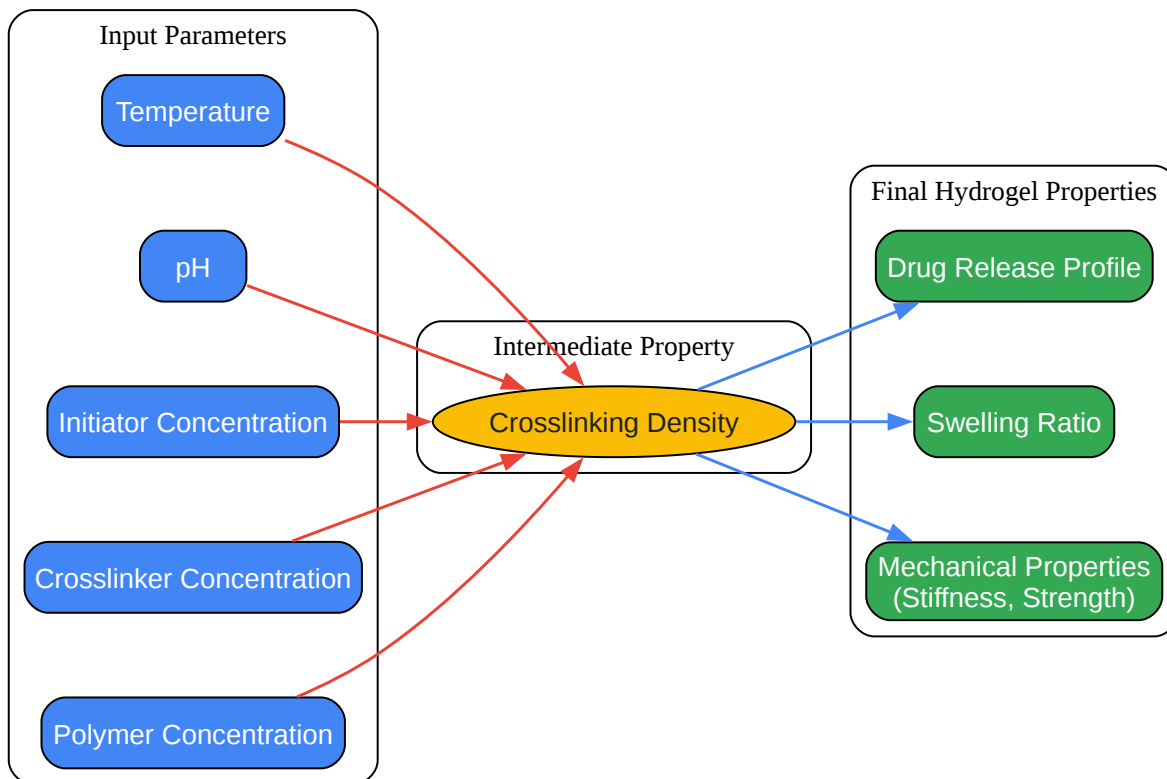 Input Parameters
Temperature
pH
Initiator Concentration
Crosslinker Concentration
Polymer Concentration
Intermediate Property
Crosslinking Density
Final Hydrogel Properties
Drug Release Profile
Swelling Ratio
Mechanical Properties
(Stiffness, Strength)